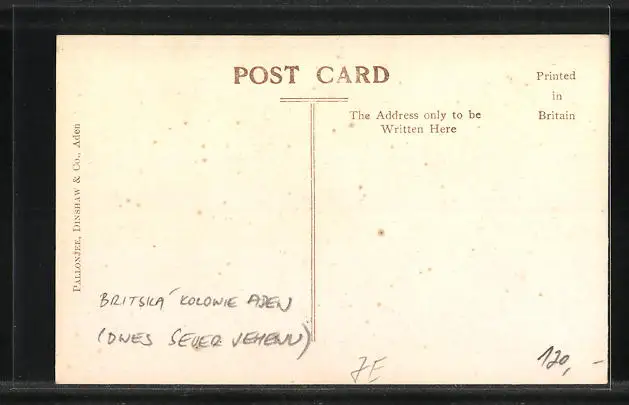 POST CARD
Printed
in
Britain
The Address only to be
Written Here
PALLONJEE, DINSHAW & Co., Aden
BRITSKÁ KOLONIE ADEN
(DNES SEVER JEMENU)
JE
120,-